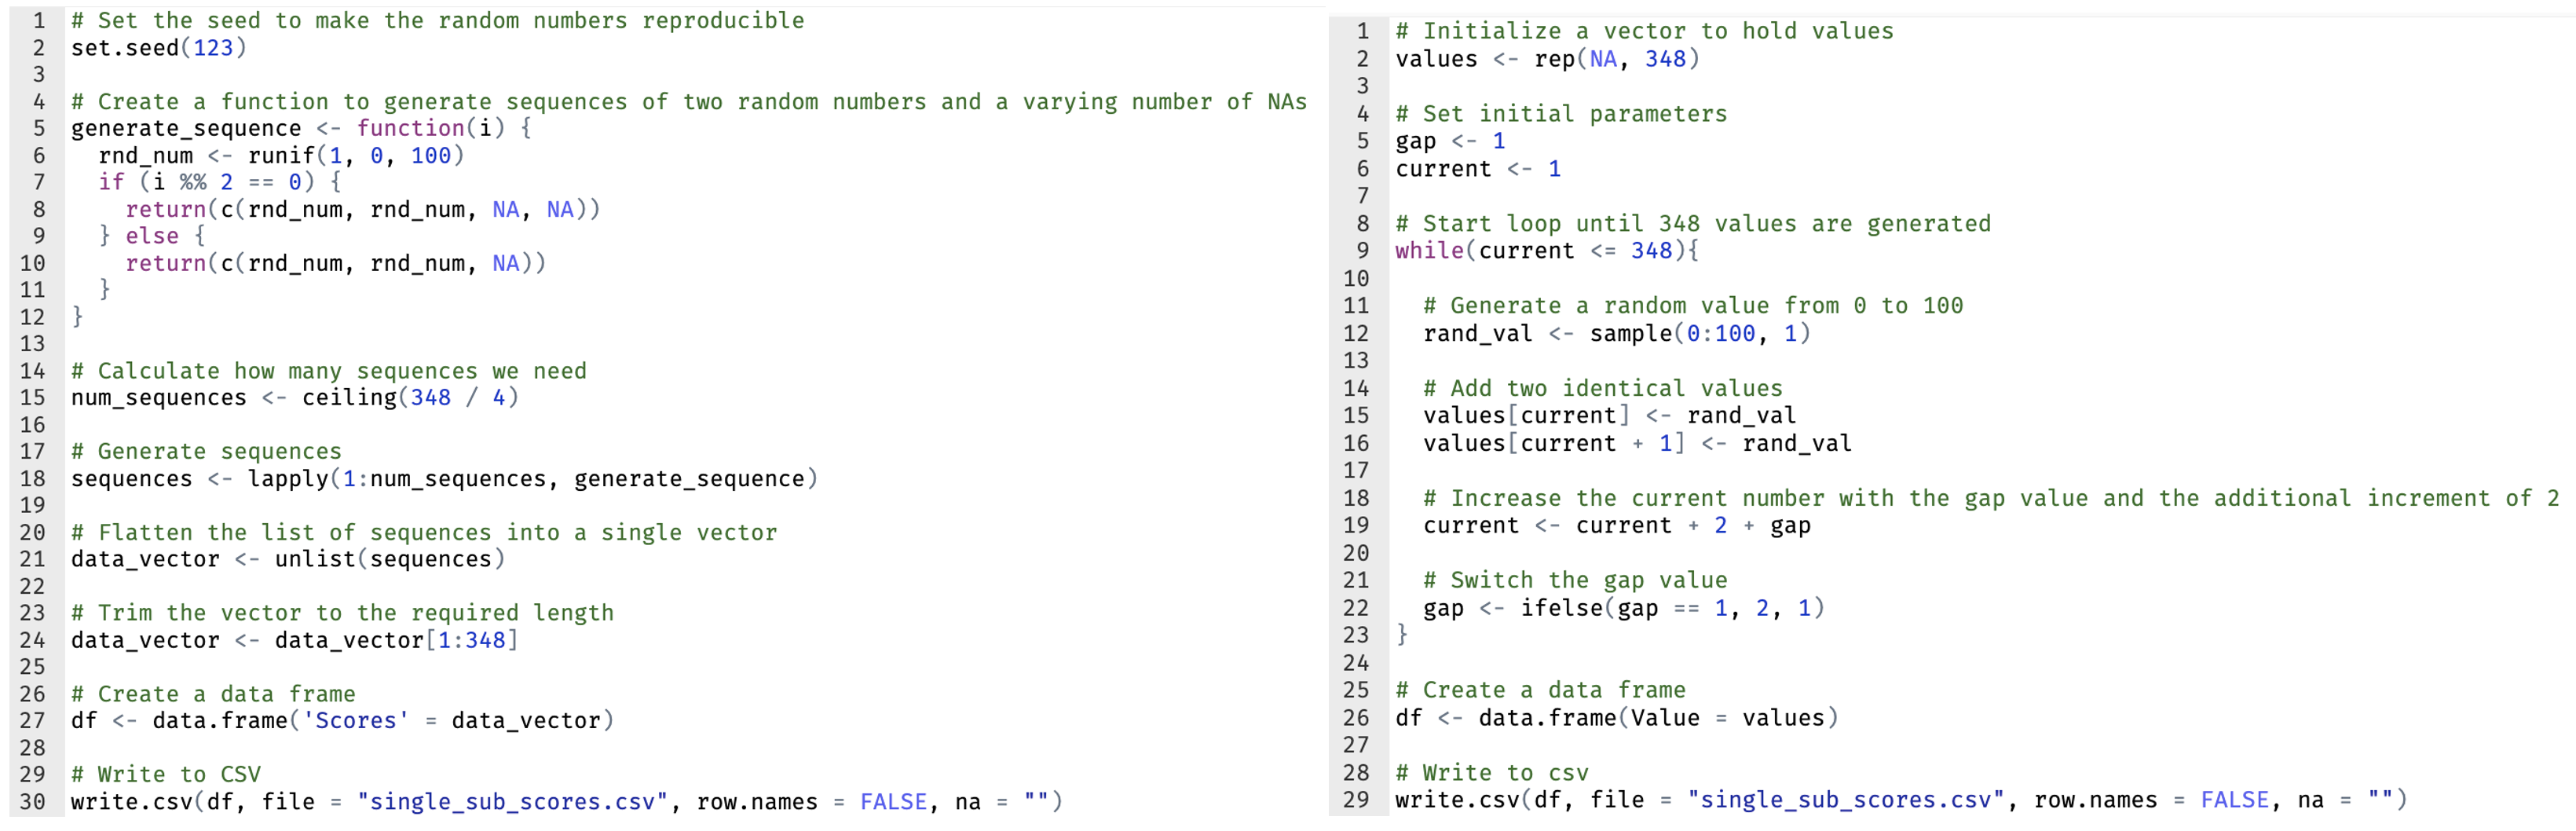 1 # Set the seed to make the random numbers reproducible
2 set.seed(123)
3
4 # Create a function to generate sequences of two random numbers and a varying number of NAs
5 generate_sequence <- function(i) {
6   rnd_num <- runif(1, 0, 100)
7   if (i %% 2 == 0) {
8     return(c(rnd_num, rnd_num, NA, NA))
9   } else {
10     return(c(rnd_num, rnd_num, NA))
11   }
12 }
13
14 # Calculate how many sequences we need
15 num_sequences <- ceiling(348 / 4)
16
17 # Generate sequences
18 sequences <- lapply(1:num_sequences, generate_sequence)
19
20 # Flatten the list of sequences into a single vector
21 data_vector <- unlist(sequences)
22
23 # Trim the vector to the required length
24 data_vector <- data_vector[1:348]
25
26 # Create a data frame
27 df <- data.frame('Scores' = data_vector)
28
29 # Write to CSV
30 write.csv(df, file = "single_sub_scores.csv", row.names = FALSE, na = "")
1 # Initialize a vector to hold values
2 values <- rep(NA, 348)
3
4 # Set initial parameters
5 gap <- 1
6 current <- 1
7
8 # Start loop until 348 values are generated
9 while(current <= 348){
10
11   # Generate a random value from 0 to 100
12   rand_val <- sample(0:100, 1)
13
14   # Add two identical values
15   values[current] <- rand_val
16   values[current + 1] <- rand_val
17
18   # Increase the current number with the gap value and the additional increment of 2
19   current <- current + 2 + gap
20
21   # Switch the gap value
22   gap <- ifelse(gap == 1, 2, 1)
23 }
24
25 # Create a data frame
26 df <- data.frame(Value = values)
27
28 # Write to csv
29 write.csv(df, file = "single_sub_scores.csv", row.names = FALSE, na = "")